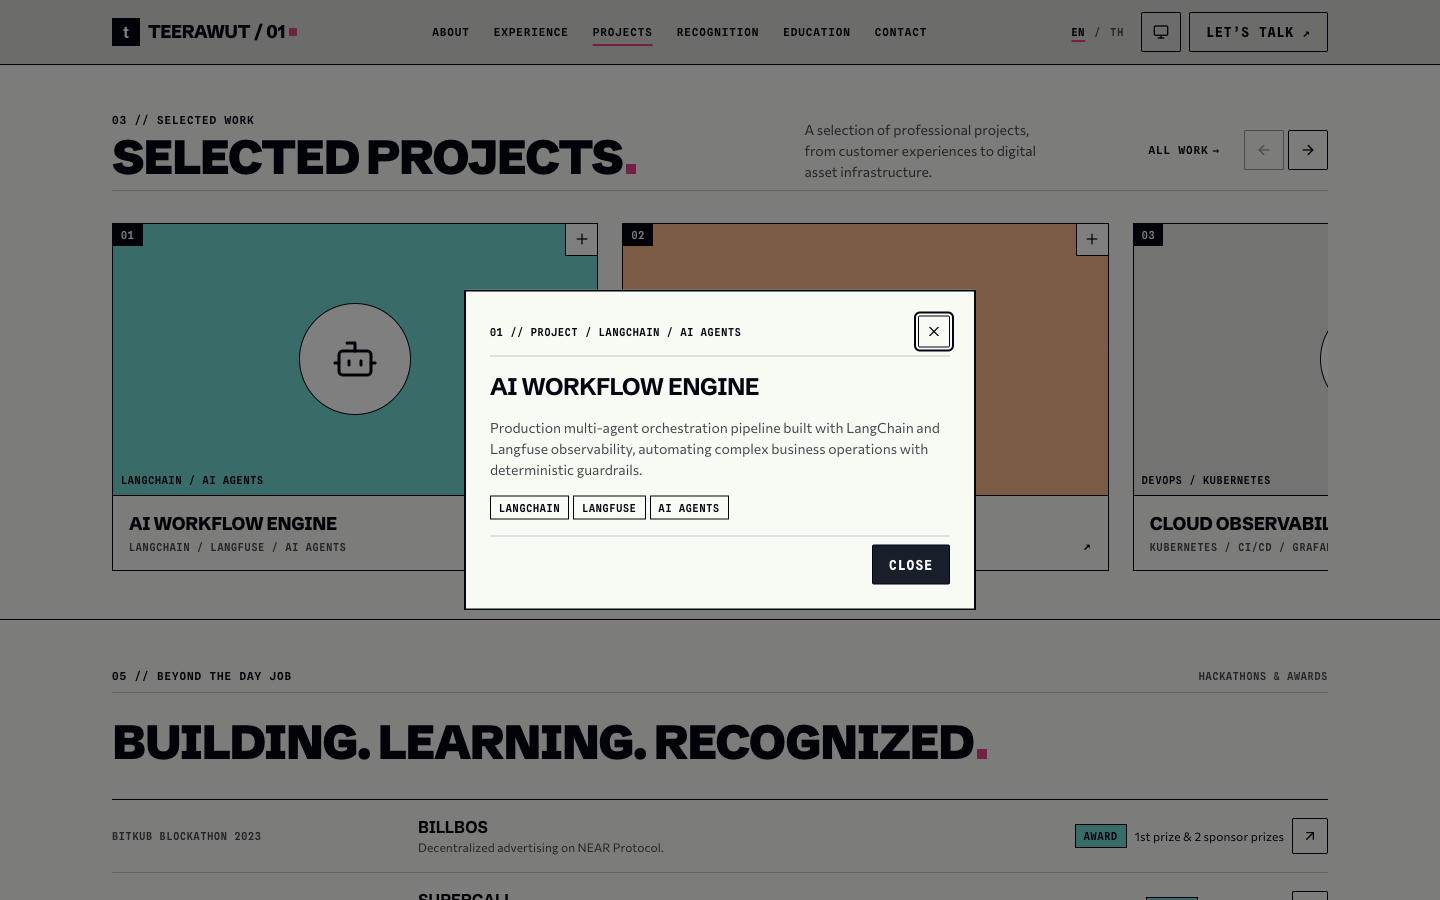 t TEERAWUT / 01
ABOUT EXPERIENCE PROJECTS RECOGNITION EDUCATION CONTACT
EN / TH
LET'S TALK ↗
03 // SELECTED WORK
SELECTED PROJECTS.
A selection of professional projects,
from customer experiences to digital
asset infrastructure.
ALL WORK →
01
02
03
LANGCHAIN / AI AGENTS
AI WORKFLOW ENGINE
LANGCHAIN / LANGFUSE / AI AGENTS
01 // PROJECT / LANGCHAIN / AI AGENTS
AI WORKFLOW ENGINE
Production multi-agent orchestration pipeline built with LangChain and
Langfuse observability, automating complex business operations with
deterministic guardrails.
LANGCHAIN LANGFUSE AI AGENTS
CLOSE
↗
DEVOPS / KUBERNETES
CLOUD
KUBERNETES / CI/CD /
05 // BEYOND THE DAY JOB
HACKATHONS & AWARDS
BUILDING. LEARNING. RECOGNIZED.
BITKUB BLOCKATHON 2023
BILLBOS
Decentralized advertising on NEAR Protocol.
AWARD 1st prize & 2 sponsor prizes